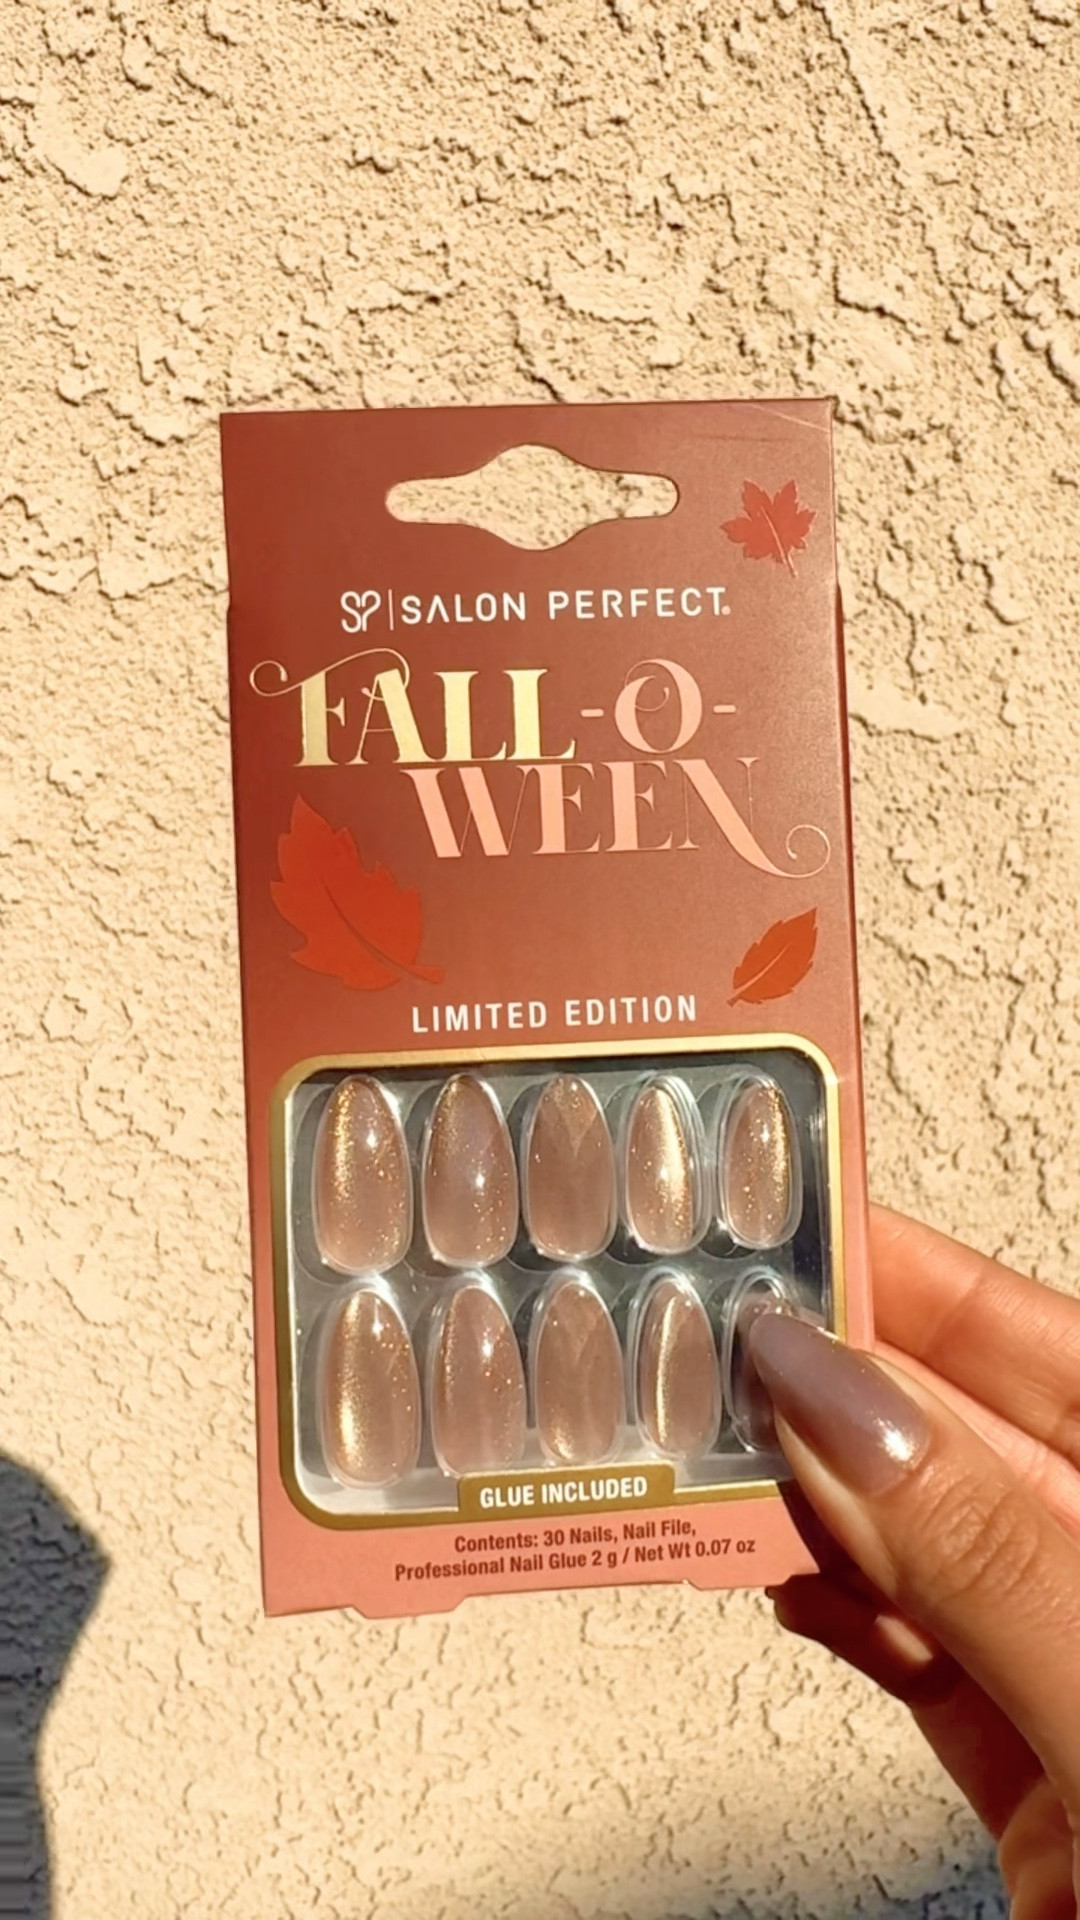 SP|SALON PERFECT®
FALL-O-
WEEN
LIMITED EDITION
GLUE INCLUDED
Contents: 30 Nails, Nail File,
Professional Nail Glue 2 g / Net Wt 0.07 oz